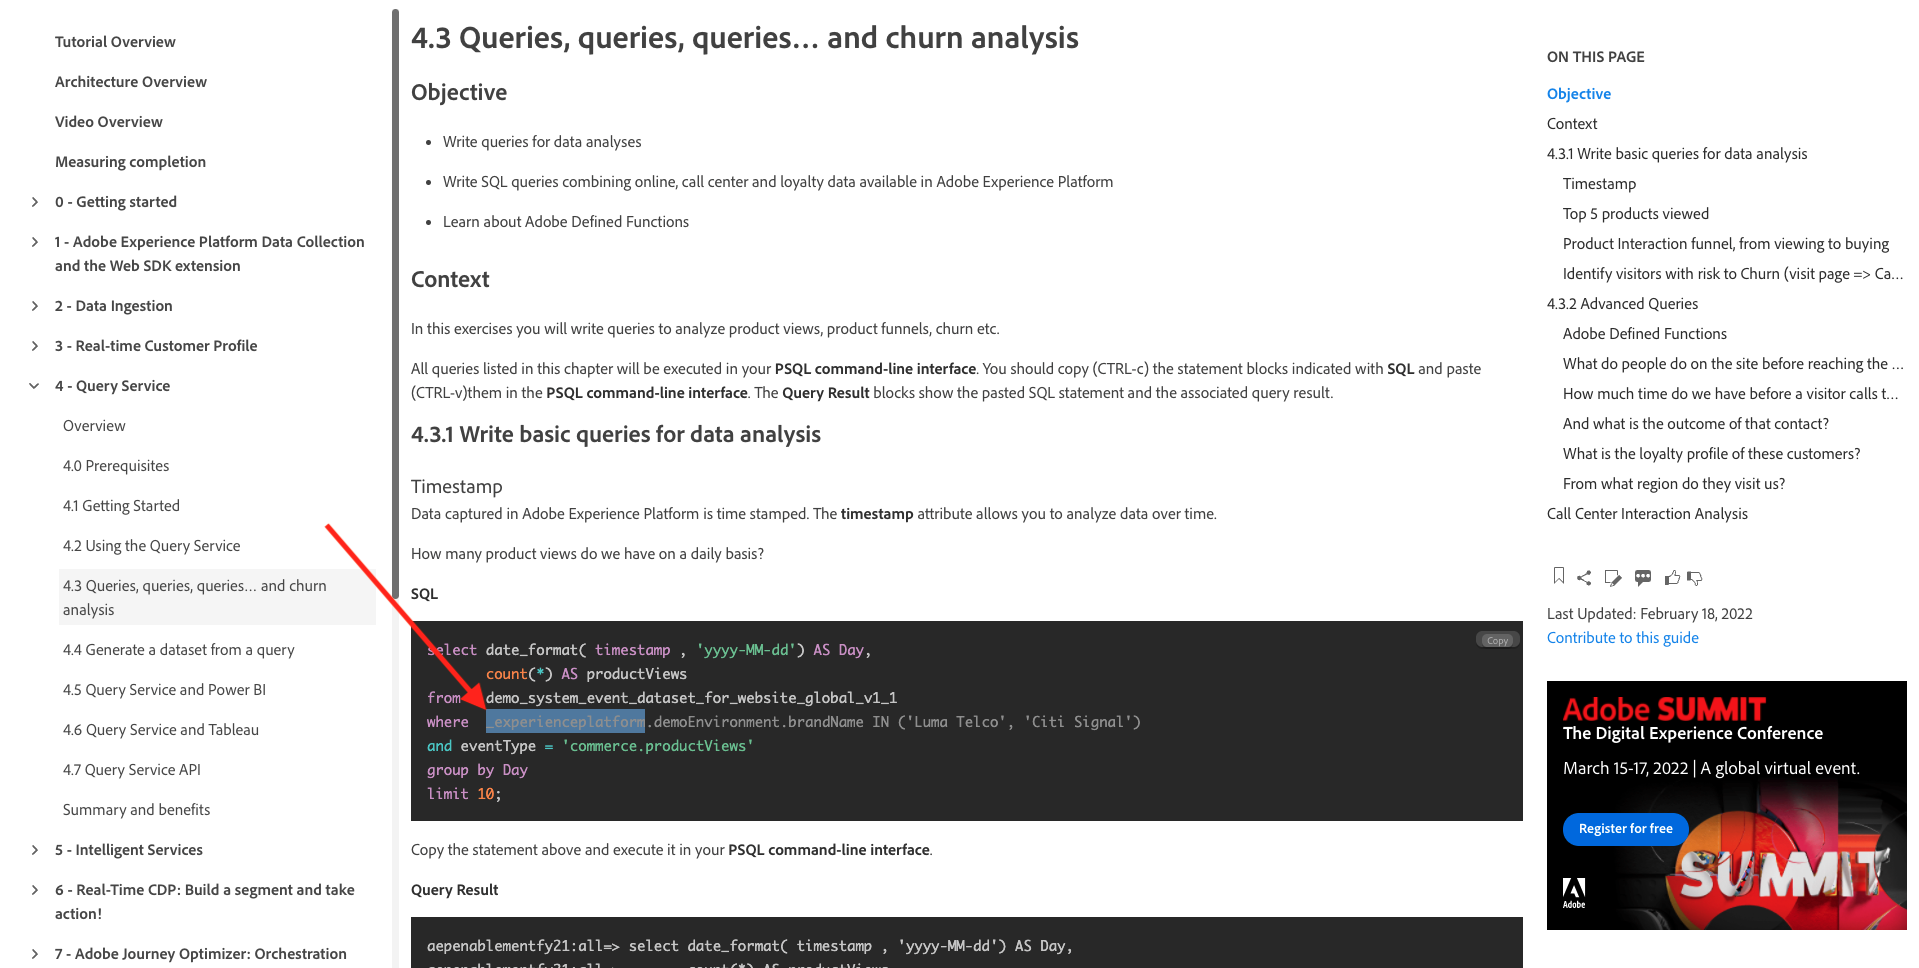 Tutorial Overview
Architecture Overview
Video Overview
Measuring completion
0 - Getting started
1 - Adobe Experience Platform Data Collection
and the Web SDK extension
2 - Data Ingestion
3 - Real-time Customer Profile
4 - Query Service
Overview
4.0 Prerequisites
4.1 Getting Started
4.2 Using the Query Service
4.3 Queries, queries, queries… and churn
analysis
4.4 Generate a dataset from a query
4.5 Query Service and Power BI
4.6 Query Service and Tableau
4.7 Query Service API
Summary and benefits
5 - Intelligent Services
6 - Real-Time CDP: Build a segment and take
action!
7 - Adobe Journey Optimizer: Orchestration
4.3 Queries, queries, queries… and churn analysis
Objective
• Write queries for data analyses
• Write SQL queries combining online, call center and loyalty data available in Adobe Experience Platform
• Learn about Adobe Defined Functions
Context
In this exercises you will write queries to analyze product views, product funnels, churn etc.
All queries listed in this chapter will be executed in your PSQL command-line interface. You should copy (CTRL-c) the statement blocks indicated with SQL and paste
(CTRL-v)them in the PSQL command-line interface. The Query Result blocks show the pasted SQL statement and the associated query result.
4.3.1 Write basic queries for data analysis
Timestamp
Data captured in Adobe Experience Platform is time stamped. The timestamp attribute allows you to analyze data over time.
How many product views do we have on a daily basis?
SQL
Copy
select date_format( timestamp , 'yyyy-MM-dd') AS Day,
count(*) AS productViews
from demo_system_event_dataset_for_website_global_v1_1
where _experienceplatform.demoEnvironment.brandName IN ('Luma Telco', 'Citi Signal')
and eventType = 'commerce.productViews'
group by Day
limit 10;
Copy the statement above and execute it in your PSQL command-line interface.
Query Result
aepenablementfy21:all=> select date_format( timestamp , 'yyyy-MM-dd') AS Day,
ON THIS PAGE
Objective
Context
4.3.1 Write basic queries for data analysis
Timestamp
Top 5 products viewed
Product Interaction funnel, from viewing to buying
Identify visitors with risk to Churn (visit page => Ca…
4.3.2 Advanced Queries
Adobe Defined Functions
What do people do on the site before reaching the …
How much time do we have before a visitor calls t…
And what is the outcome of that contact?
What is the loyalty profile of these customers?
From what region do they visit us?
Call Center Interaction Analysis
Last Updated: February 18, 2022
Contribute to this guide
Adobe SUMMIT
The Digital Experience Conference
March 15-17, 2022 | A global virtual event.
Register for free
SUMMIT
Adobe